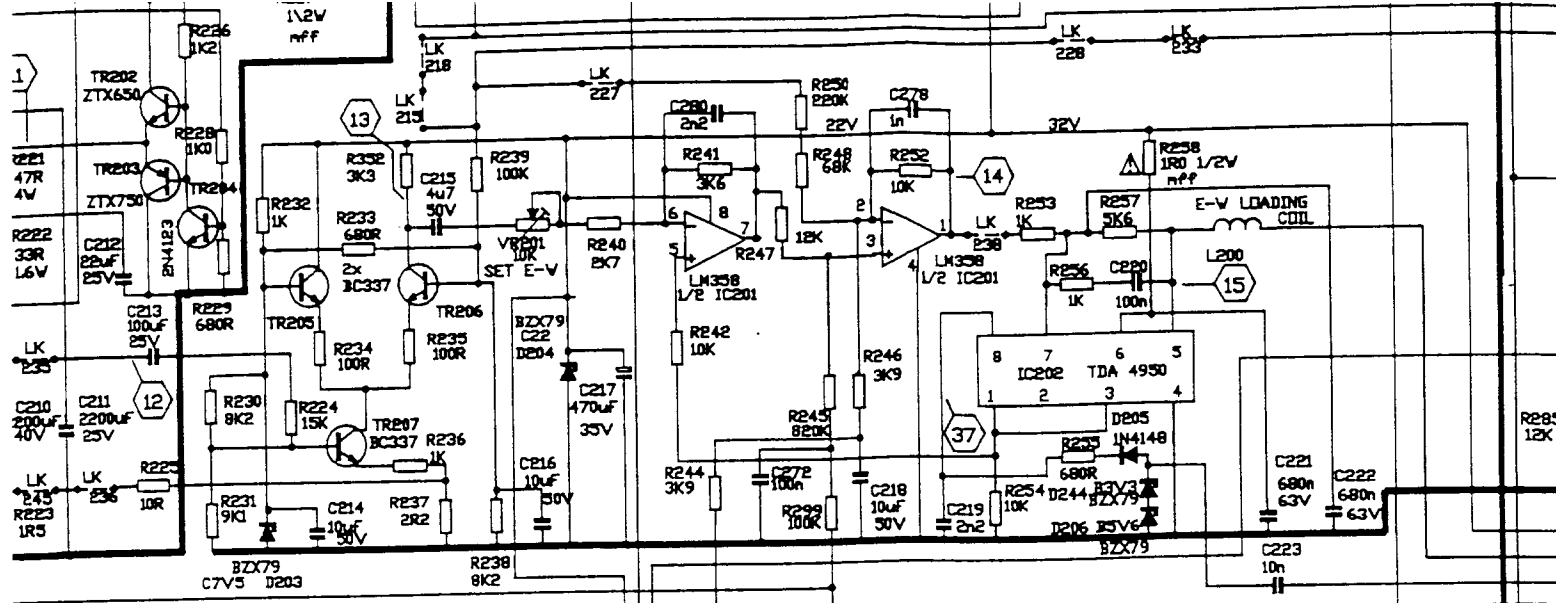 1\2W
mff
R226
1K2
LK
218
LK
228
LK
233
TR202
ZTX650
LK
215
LK
227
R250
220K
C278
1n
13
C280
2n2
22V
32V
R228
1K0
R221
47R
4W
TR203
ZTX750
TR204
R352
3K3
R239
100K
R241
3K6
R248
68K
R252
10K
14
R258
1R0 1/2W
mff
C215
4u7
50V
R232
1K
R233
680R
R253
1K
R257
5K6
E-W LOADING
COIL
L200
R222
33R
1.6W
C212
22uF
25V
2N4123
VR201
10K
SET E-W
R240
2K7
6
8
7
5
12K
R247
2
3
1
4
LK
238
LM358
1/2 IC201
LM358
1/2 IC201
2x
BC337
TR205
TR206
R256
1K
C220
100n
15
C213
100uF
25V
R229
680R
BZX79
C22
D204
R234
100R
R235
100R
R242
10K
R246
3K9
8
7
6
5
IC202
TDA 4950
1
2
3
4
LK
235
12
C210
200uF
40V
C211
2200uF
25V
R230
8K2
R224
15K
TR207
BC337
R236
1K
C217
470uF
35V
R245
820K
37
D205
1N4148
R255
680R
R285
12K
LK
245
LK
236
R225
10R
R223
1R5
R231
9K1
C214
10uF
50V
R237
2R2
C216
10uF
50V
R244
3K9
C272
100n
R299
100K
C218
10uF
50V
C219
2n2
R254
10K
D244
B3V3
BZX79
D206
B5V6
BZX79
C221
680n
63V
C222
680n
63V
BZX79
C7V5 D203
R238
8K2
C223
10n